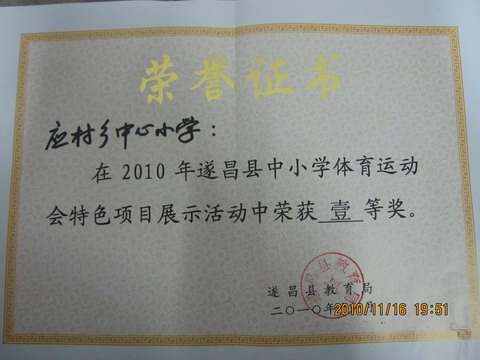 荣誉证书
应村乡中心小学：
在2010年遂昌县中小学体育运动
会特色项目展示活动中荣获 壹 等奖。
遂昌县教育局
二〇一〇年
2010/11/16 19:51